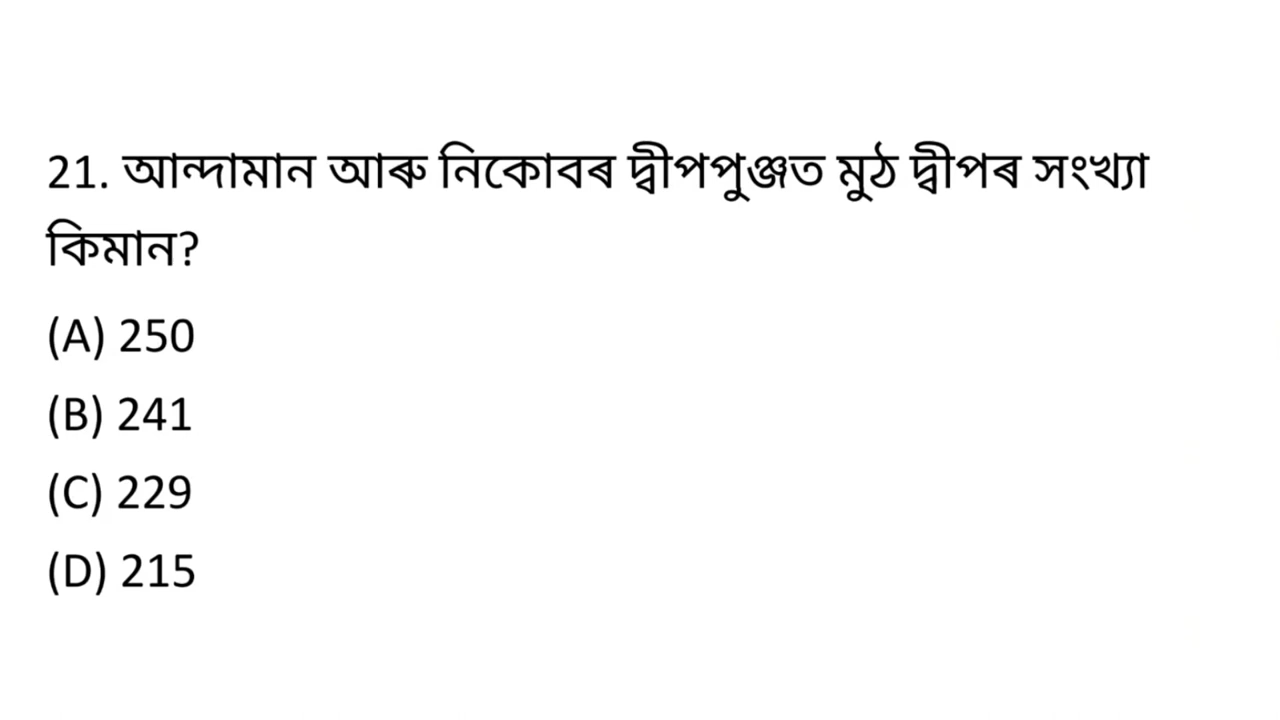 21. আন্দামান আৰু নিকোবৰ দ্বীপপুঞ্জত মুঠ দ্বীপৰ সংখ্যা
কিমান?
(A) 250
(B) 241
(C) 229
(D) 215